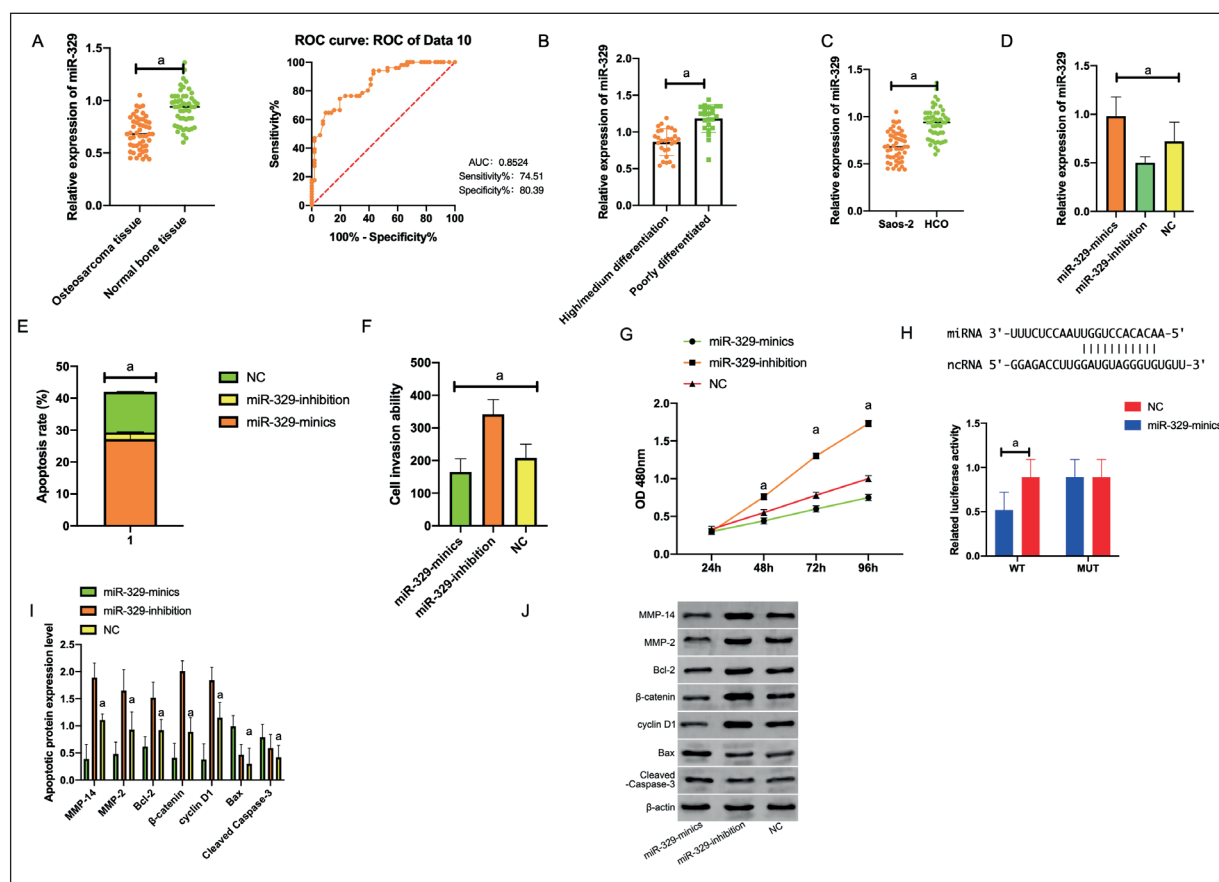 A
Relative expression of miR-329
1.5
1.0
0.5
0.0
a
Osteosarcoma tissue
Normal bone tissue
ROC curve: ROC of Data 10
Sensitivity%
100
80
60
40
20
0
0 20 40 60 80 100
100% - Specificity%
AUC: 0.8524
Sensitivity%: 74.51
Specificity%: 80.39
B
Relative expression of miR-329
2.0
1.5
1.0
0.5
0.0
a
High/medium differentiation
Poorly differentiated
C
Relative expression of miR-329
1.5
1.0
0.5
0.0
a
Saos-2 HCO
D
Relative expression of miR-329
1.5
1.0
0.5
0.0
a
miR-329-minics
miR-329-inhibition
NC
E
Apoptosis rate (%)
50
40
30
20
10
0
a
1
NC
miR-329-inhibition
miR-329-minics
F
Cell invasion ability
500
400
300
200
100
0
a
miR-329-minics
miR-329-inhibition
NC
G
miR-329-minics
miR-329-inhibition
NC
OD 480nm
2.0
1.5
1.0
0.5
0.0
a
a
a
24h 48h 72h 96h
H
miRNA 3'-UUUCUCCAAUUGGUCCACACAA-5'
ncRNA 5'-GGAGACCUUGGAUGUAGGGUGUGUU-3'
NC
miR-329-minics
Related luciferase activity
1.5
1.0
0.5
0.0
a
WT MUT
I
miR-329-minics
miR-329-inhibition
NC
Apoptotic protein expression level
2.5
2.0
1.5
1.0
0.5
0.0
a a a a a a a
MMP-14
MMP-2
Bcl-2
β-catenin
cyclin D1
Bax
Cleaved Caspase-3
J
MMP-14
MMP-2
Bcl-2
β-catenin
cyclin D1
Bax
Cleaved
-Caspase-3
β-actin
miR-329-minics
miR-329-inhibition
NC